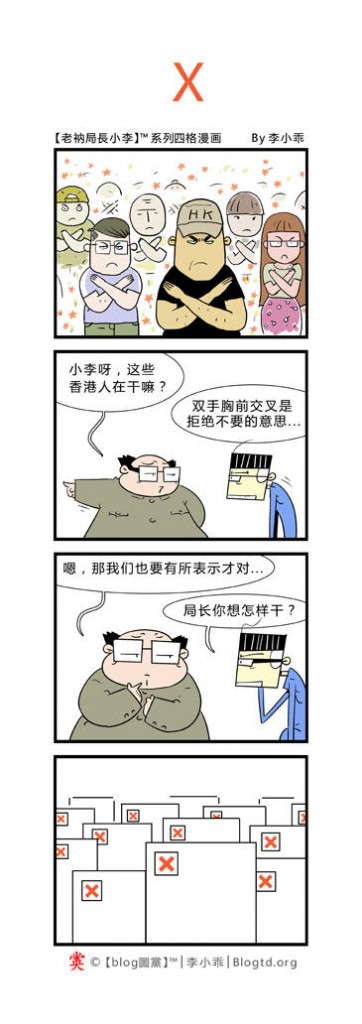 X
【老衲局長小李】™系列四格漫画 By 李小乖
HK
小李呀，这些
香港人在干嘛？
双手胸前交叉是
拒绝不要的意思…
嗯，那我们也要有所表示才对…
局长你想怎样干？
©【blog圖黨】™|李小乖|Blogtd.org